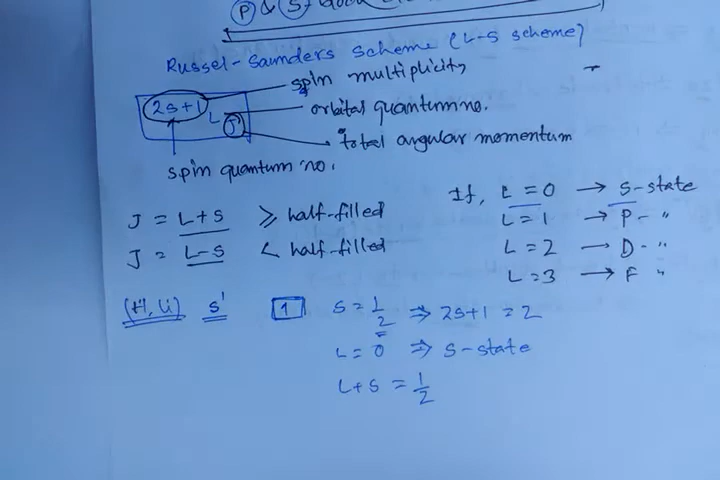 P & S-block
Russel-Saunders scheme (L-S scheme)
spin multiplicity
2s+1 L J
orbital quantum no.
total angular momentum
spin quantum no.
J = L+S ≥ half-filled
J = L-S < half-filled
If, L = 0 → S-state
L = 1 → P- "
L = 2 → D- "
L = 3 → F "
(H, Li) s¹ 1 S = 1/2 ⇒ 2S+1 = 2
L = 0 ⇒ S-state
L+S = 1/2